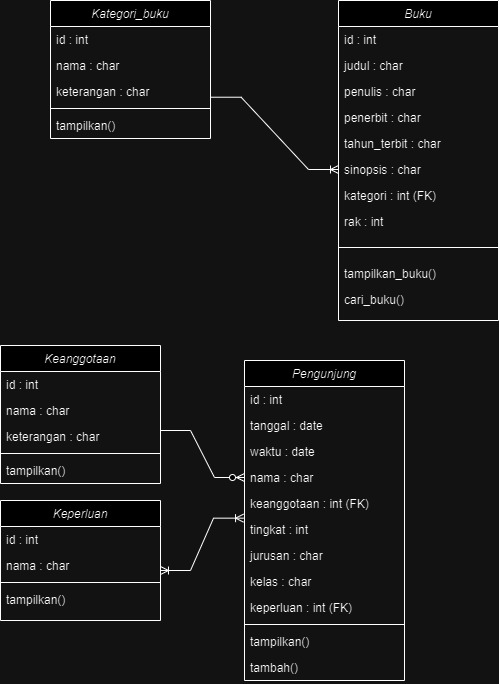 Kategori_buku
id : int
nama : char
keterangan : char
tampilkan()
Buku
id : int
judul : char
penulis : char
penerbit : char
tahun_terbit : char
sinopsis : char
kategori : int (FK)
rak : int
tampilkan_buku()
cari_buku()
Keanggotaan
id : int
nama : char
keterangan : char
tampilkan()
Keperluan
id : int
nama : char
tampilkan()
Pengunjung
id : int
tanggal : date
waktu : date
nama : char
keanggotaan : int (FK)
tingkat : int
jurusan : char
kelas : char
keperluan : int (FK)
tampilkan()
tambah()